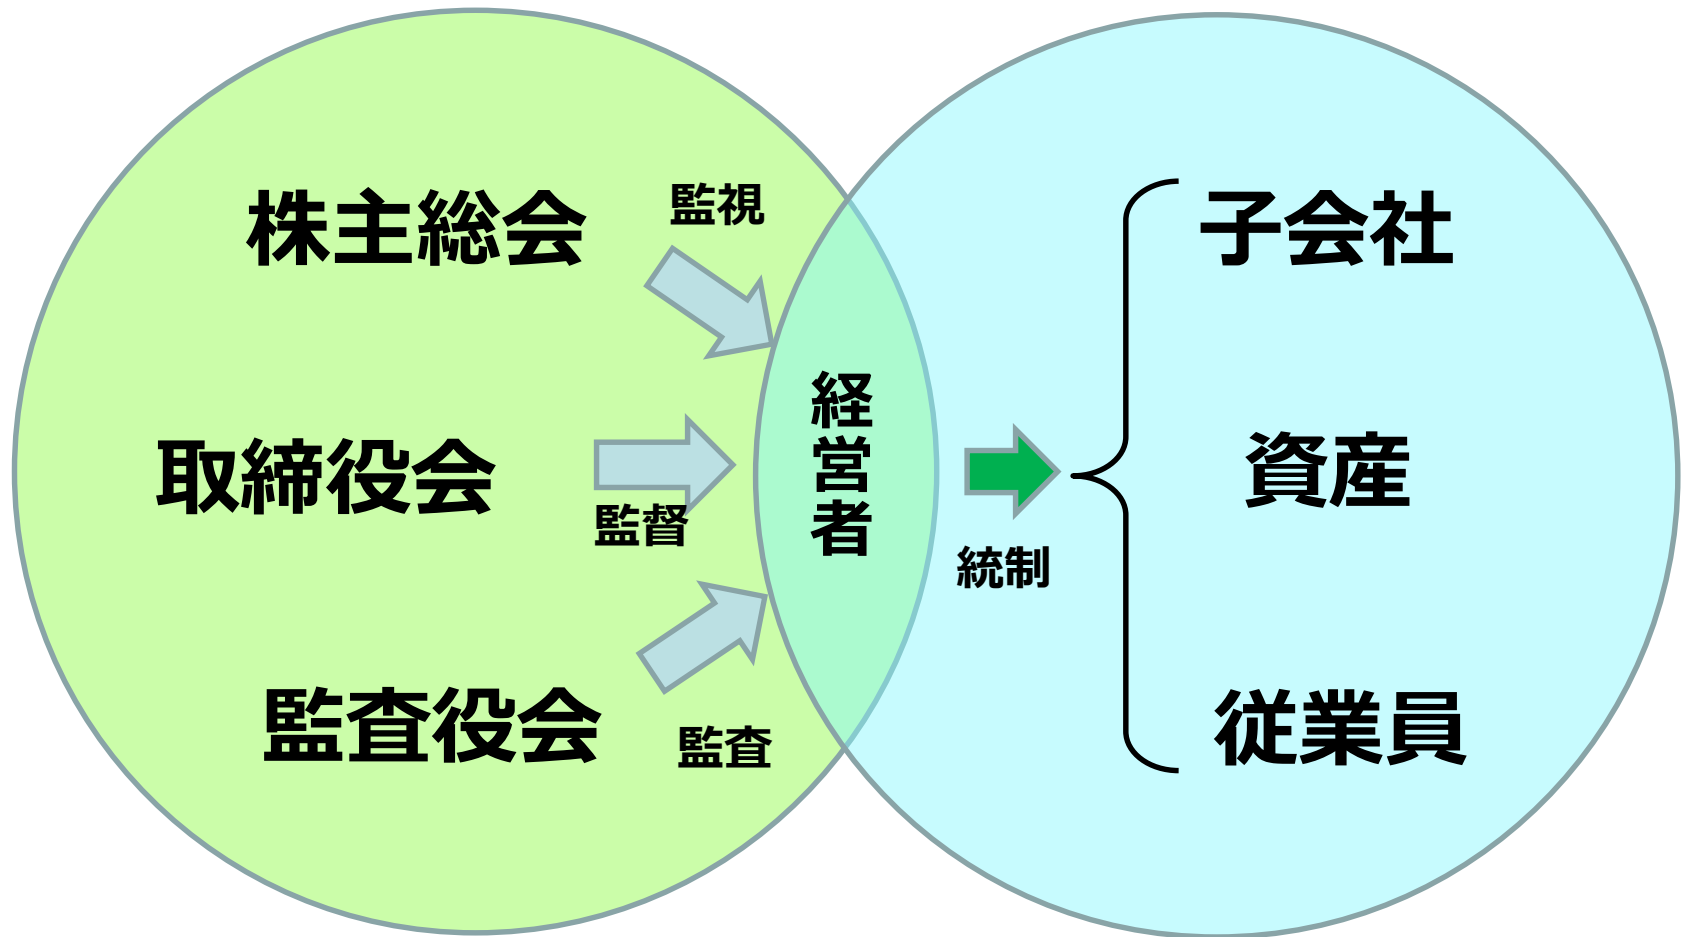 株主総会
監視
取締役会
監督
監査役会
監査
経営者
統制
子会社
資産
従業員